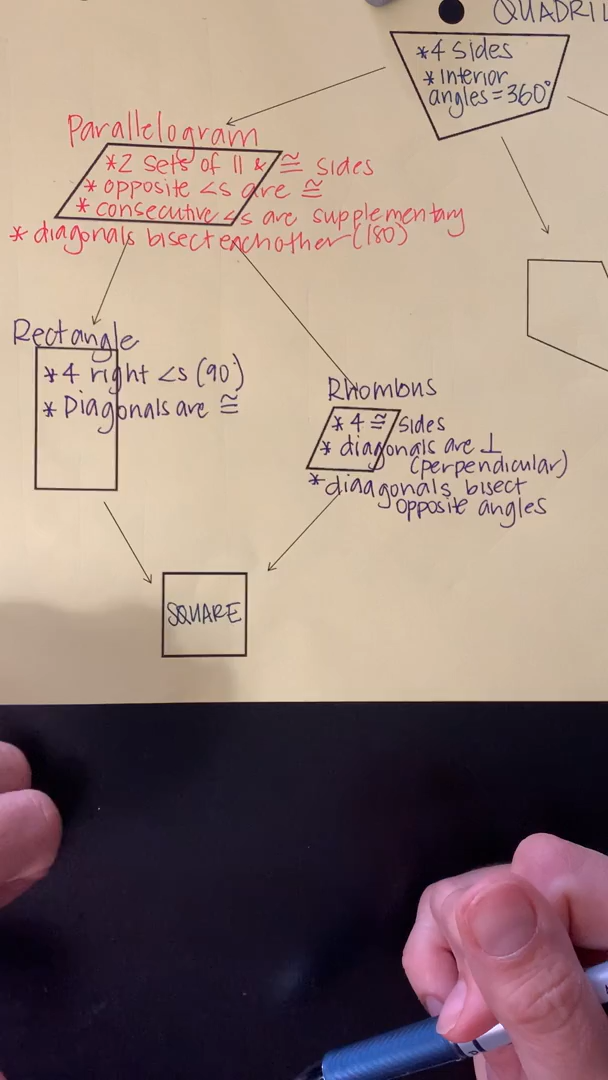 QUADRIL
*4 sides
*interior
angles=360°
Parallelogram
*2 sets of || & ≅ sides
*opposite <s are ≅
*consecutive <s are supplementary
*diagonals bisect eachother (180)
Rectangle
*4 right <s (90°)
*Diagonals are ≅
Rhombus
*4 ≅ sides
*diagonals are ⊥
(perpendicular)
*diaagonals bisect
opposite angles
SQUARE